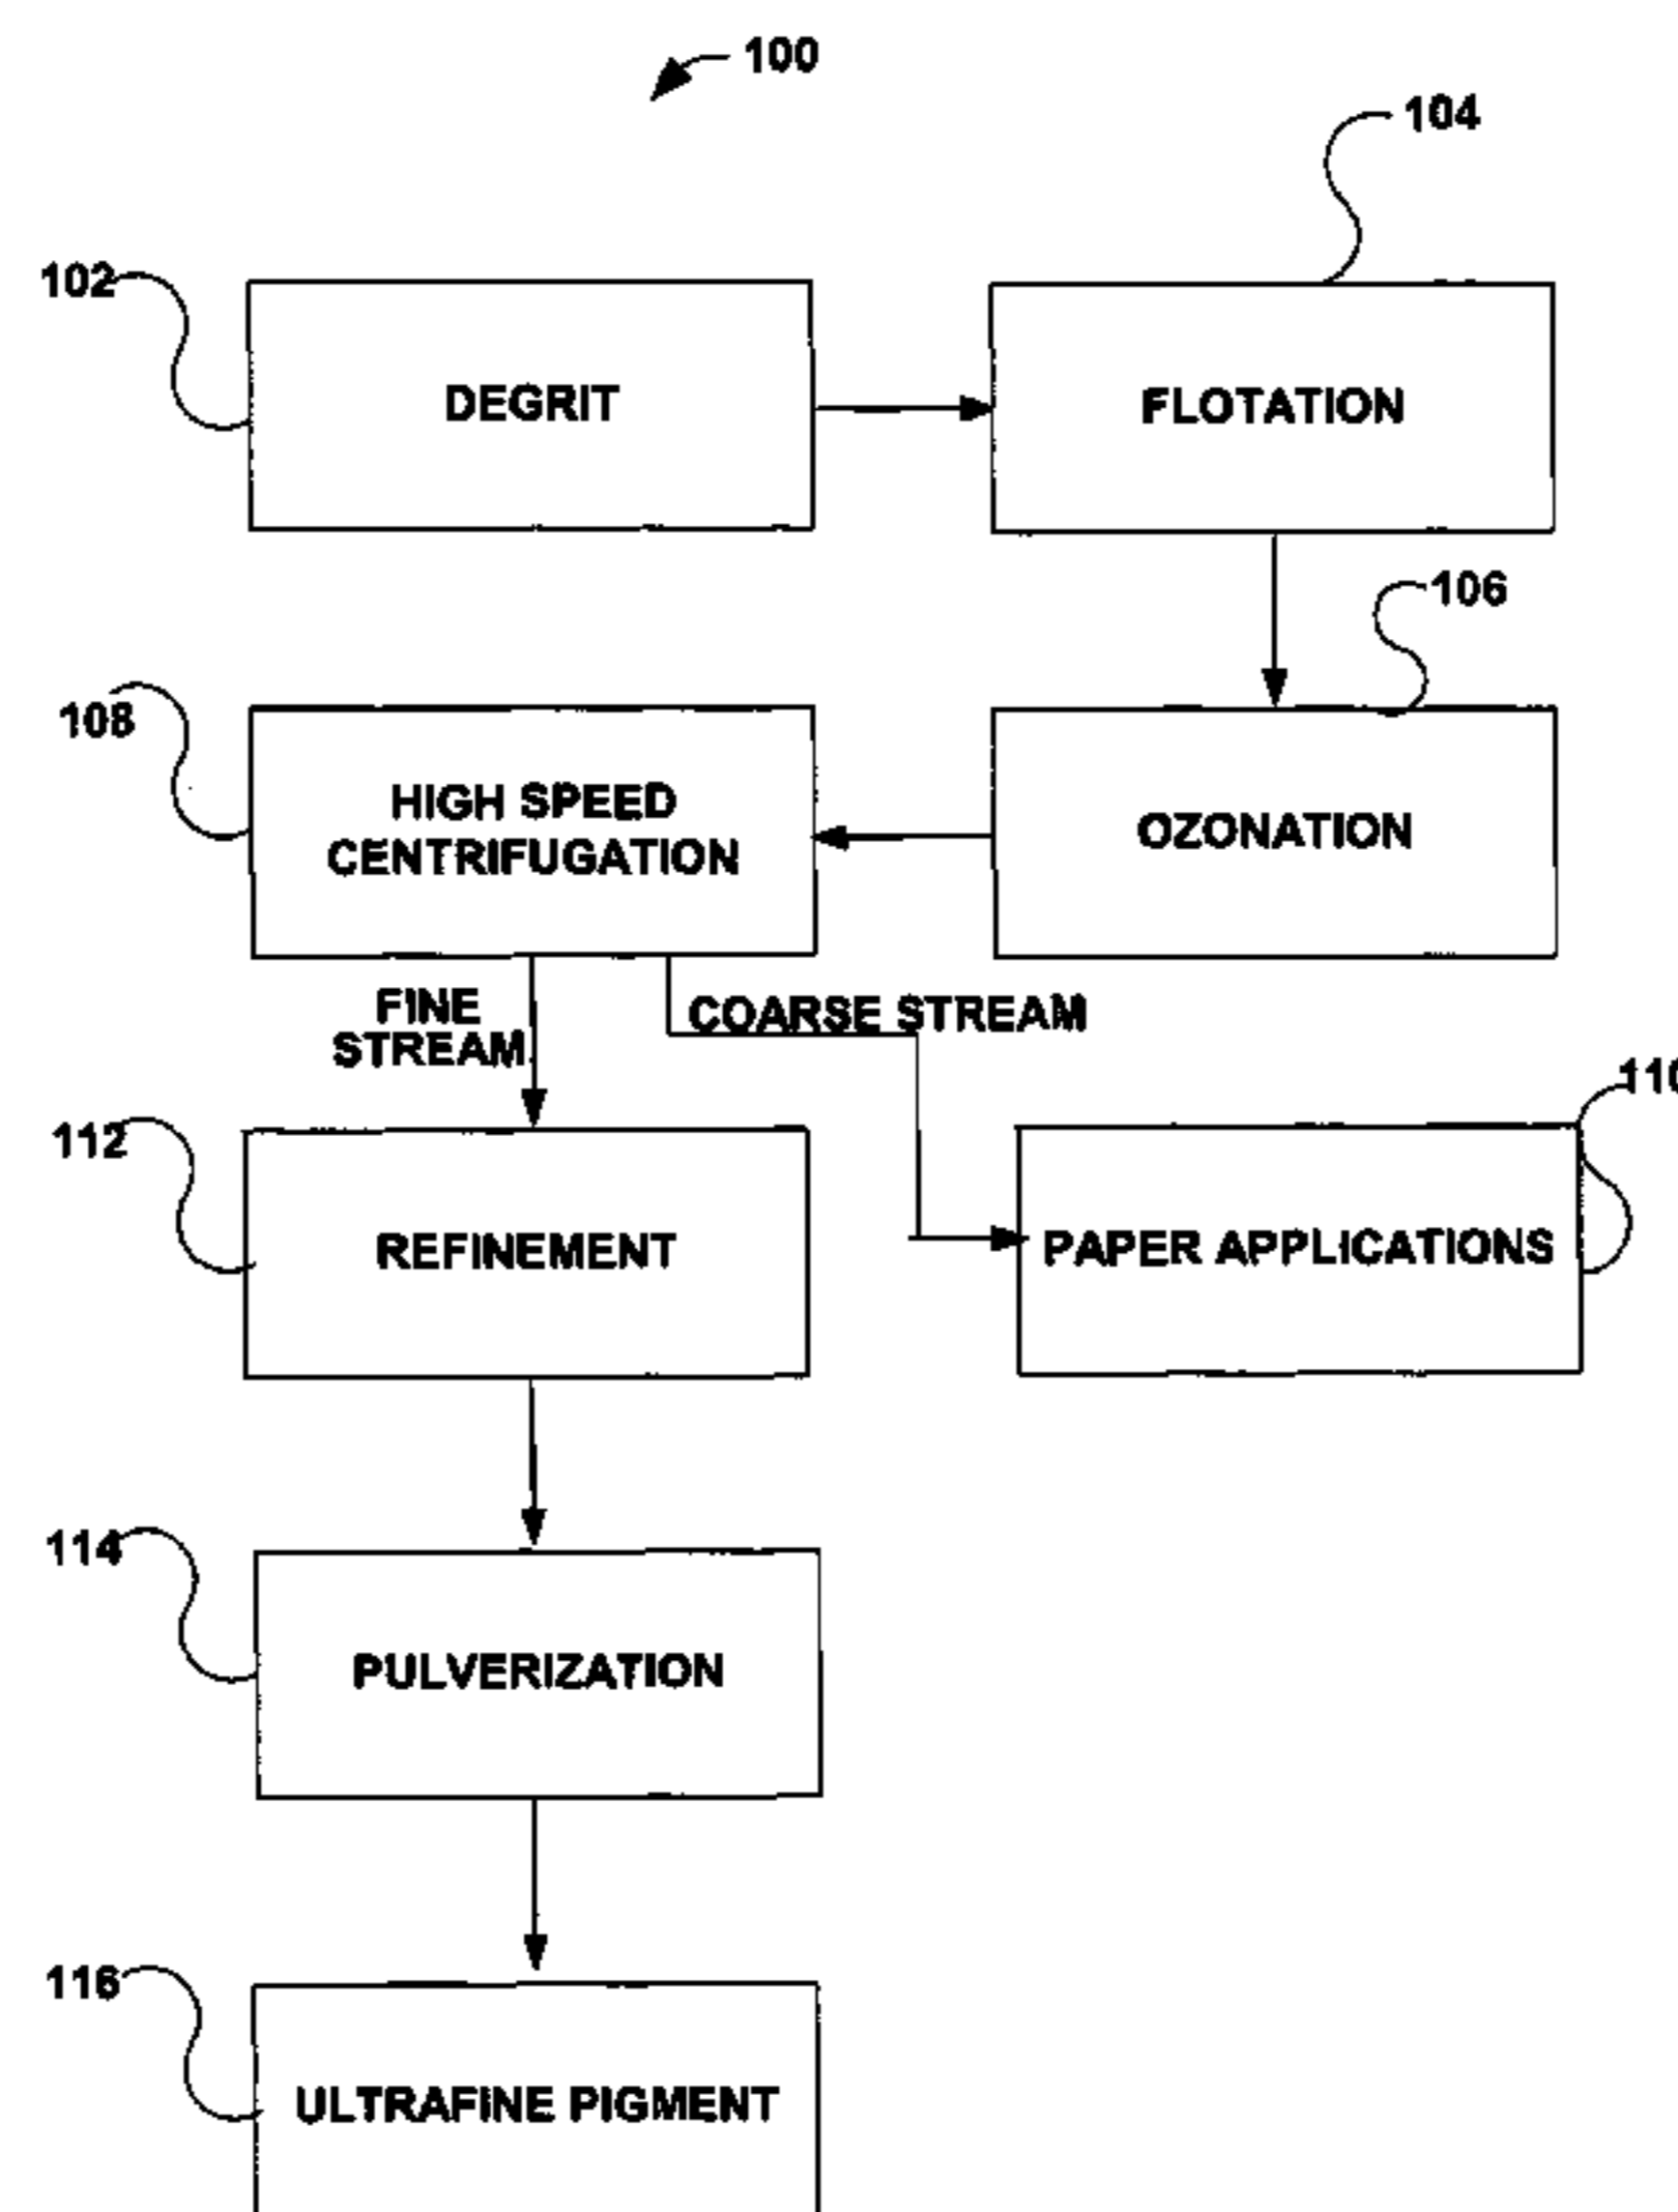 100
104
102
DEGRIT
FLOTATION
106
108
HIGH SPEED
CENTRIFUGATION
OZONATION
FINE
STREAM
COARSE STREAM
110
112
REFINEMENT
PAPER APPLICATIONS
114
PULVERIZATION
116
ULTRAFINE PIGMENT